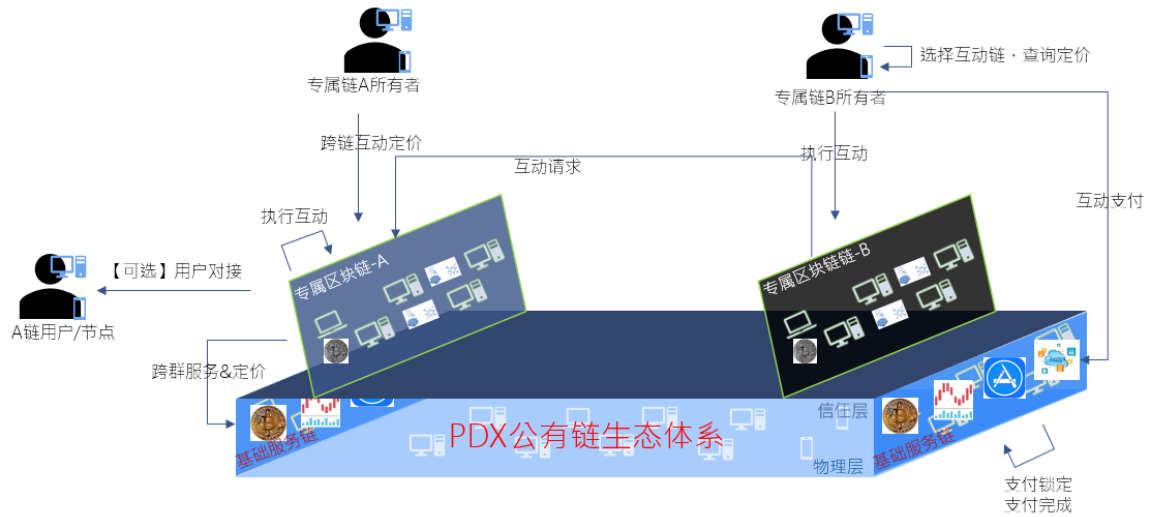 选择互动链·查询定价
专属链A所有者
专属链B所有者
跨链互动定价
互动请求
执行互动
互动支付
执行互动
专属区块链-A
专属区块链链-B
【可选】用户对接
A链用户/节点
跨群服务&定价
信任层
PDX公有链生态体系
基础服务链
物理层
基础服务链
支付锁定
支付完成